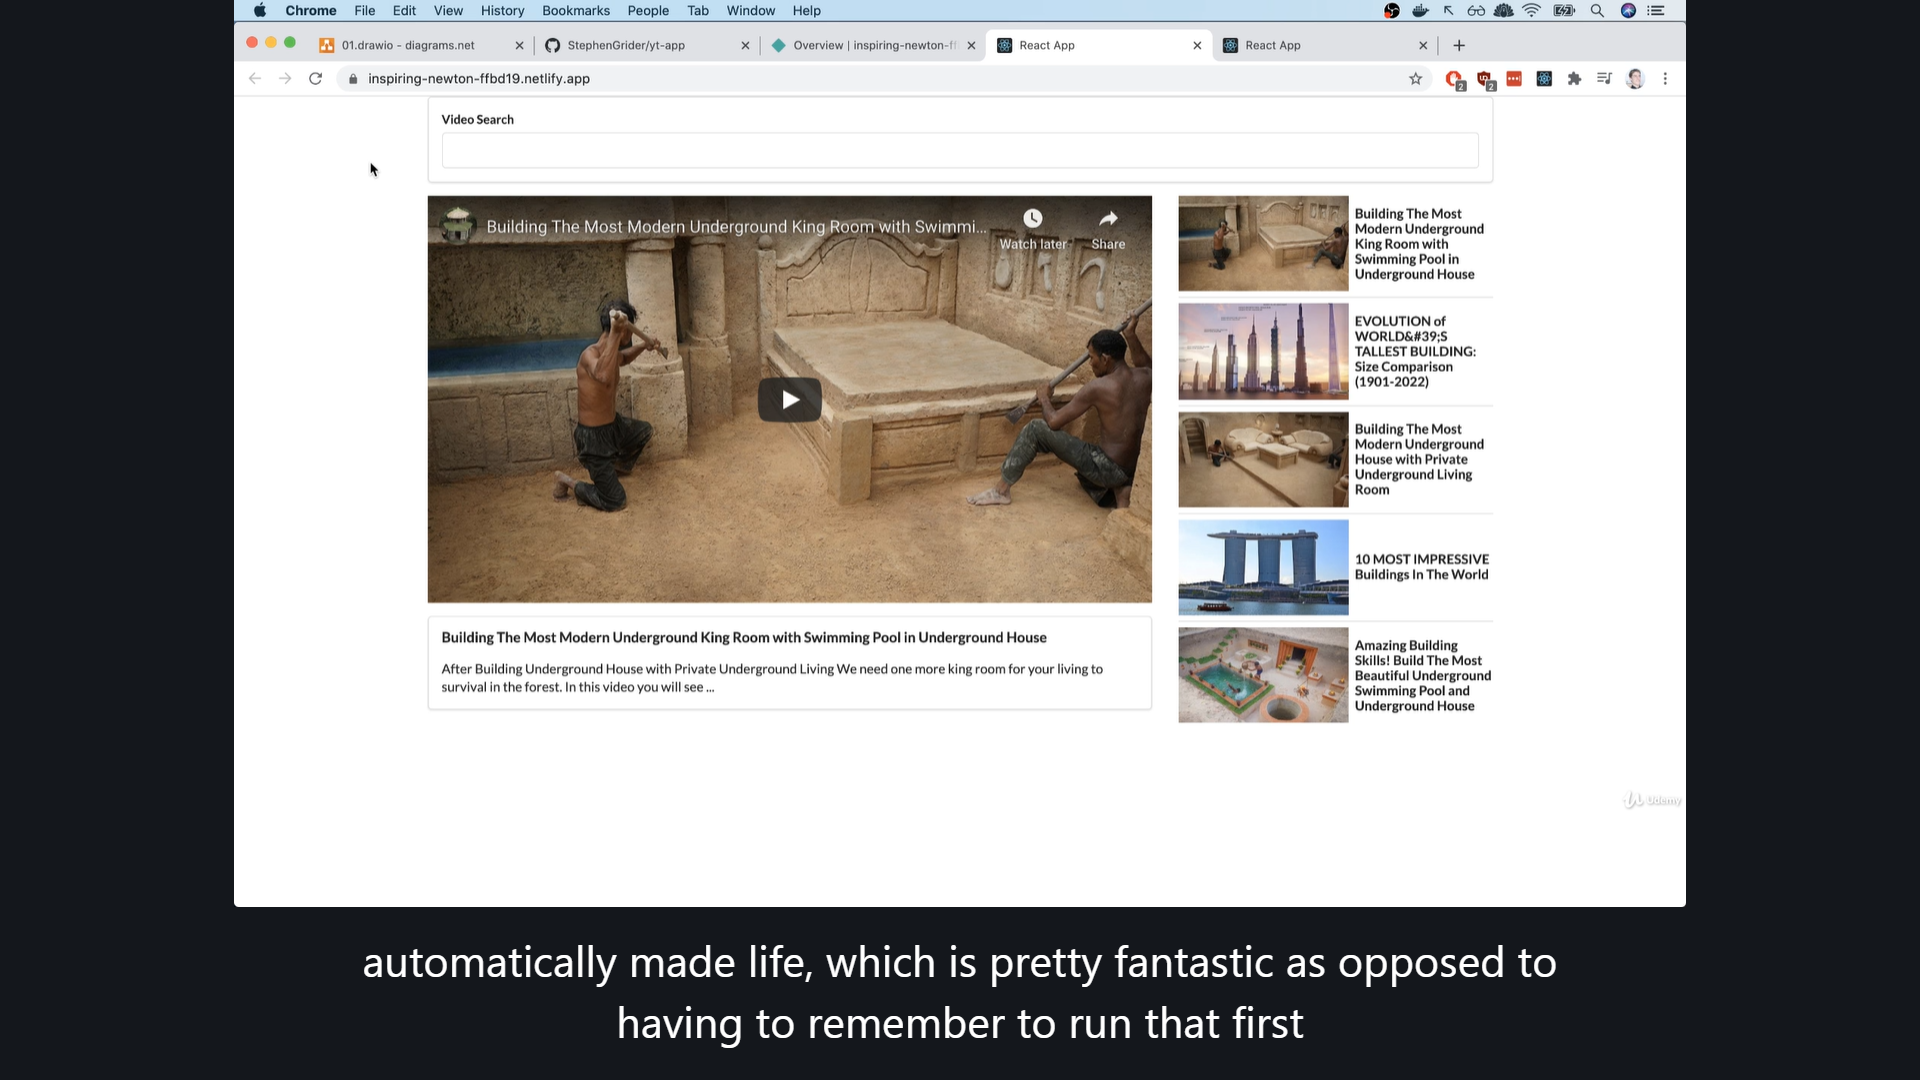 Chrome File Edit View History Bookmarks People Tab Window Help
01.drawio - diagrams.net
StephenGrider/yt-app
Overview | inspiring-newton-ff
React App
React App
inspiring-newton-ffbd19.netlify.app
2
2
Video Search
Building The Most Modern Underground King Room with Swimmi...
Watch later
Share
Building The Most Modern Underground King Room with Swimming Pool in Underground House
After Building Underground House with Private Underground Living We need one more king room for your living to
survival in the forest. In this video you will see ...
Building The Most
Modern Underground
King Room with
Swimming Pool in
Underground House
EVOLUTION of
WORLD&#39;S
TALLEST BUILDING:
Size Comparison
(1901-2022)
Building The Most
Modern Underground
House with Private
Underground Living
Room
10 MOST IMPRESSIVE
Buildings In The World
Amazing Building
Skills! Build The Most
Beautiful Underground
Swimming Pool and
Underground House
Udemy
automatically made life, which is pretty fantastic as opposed to
having to remember to run that first